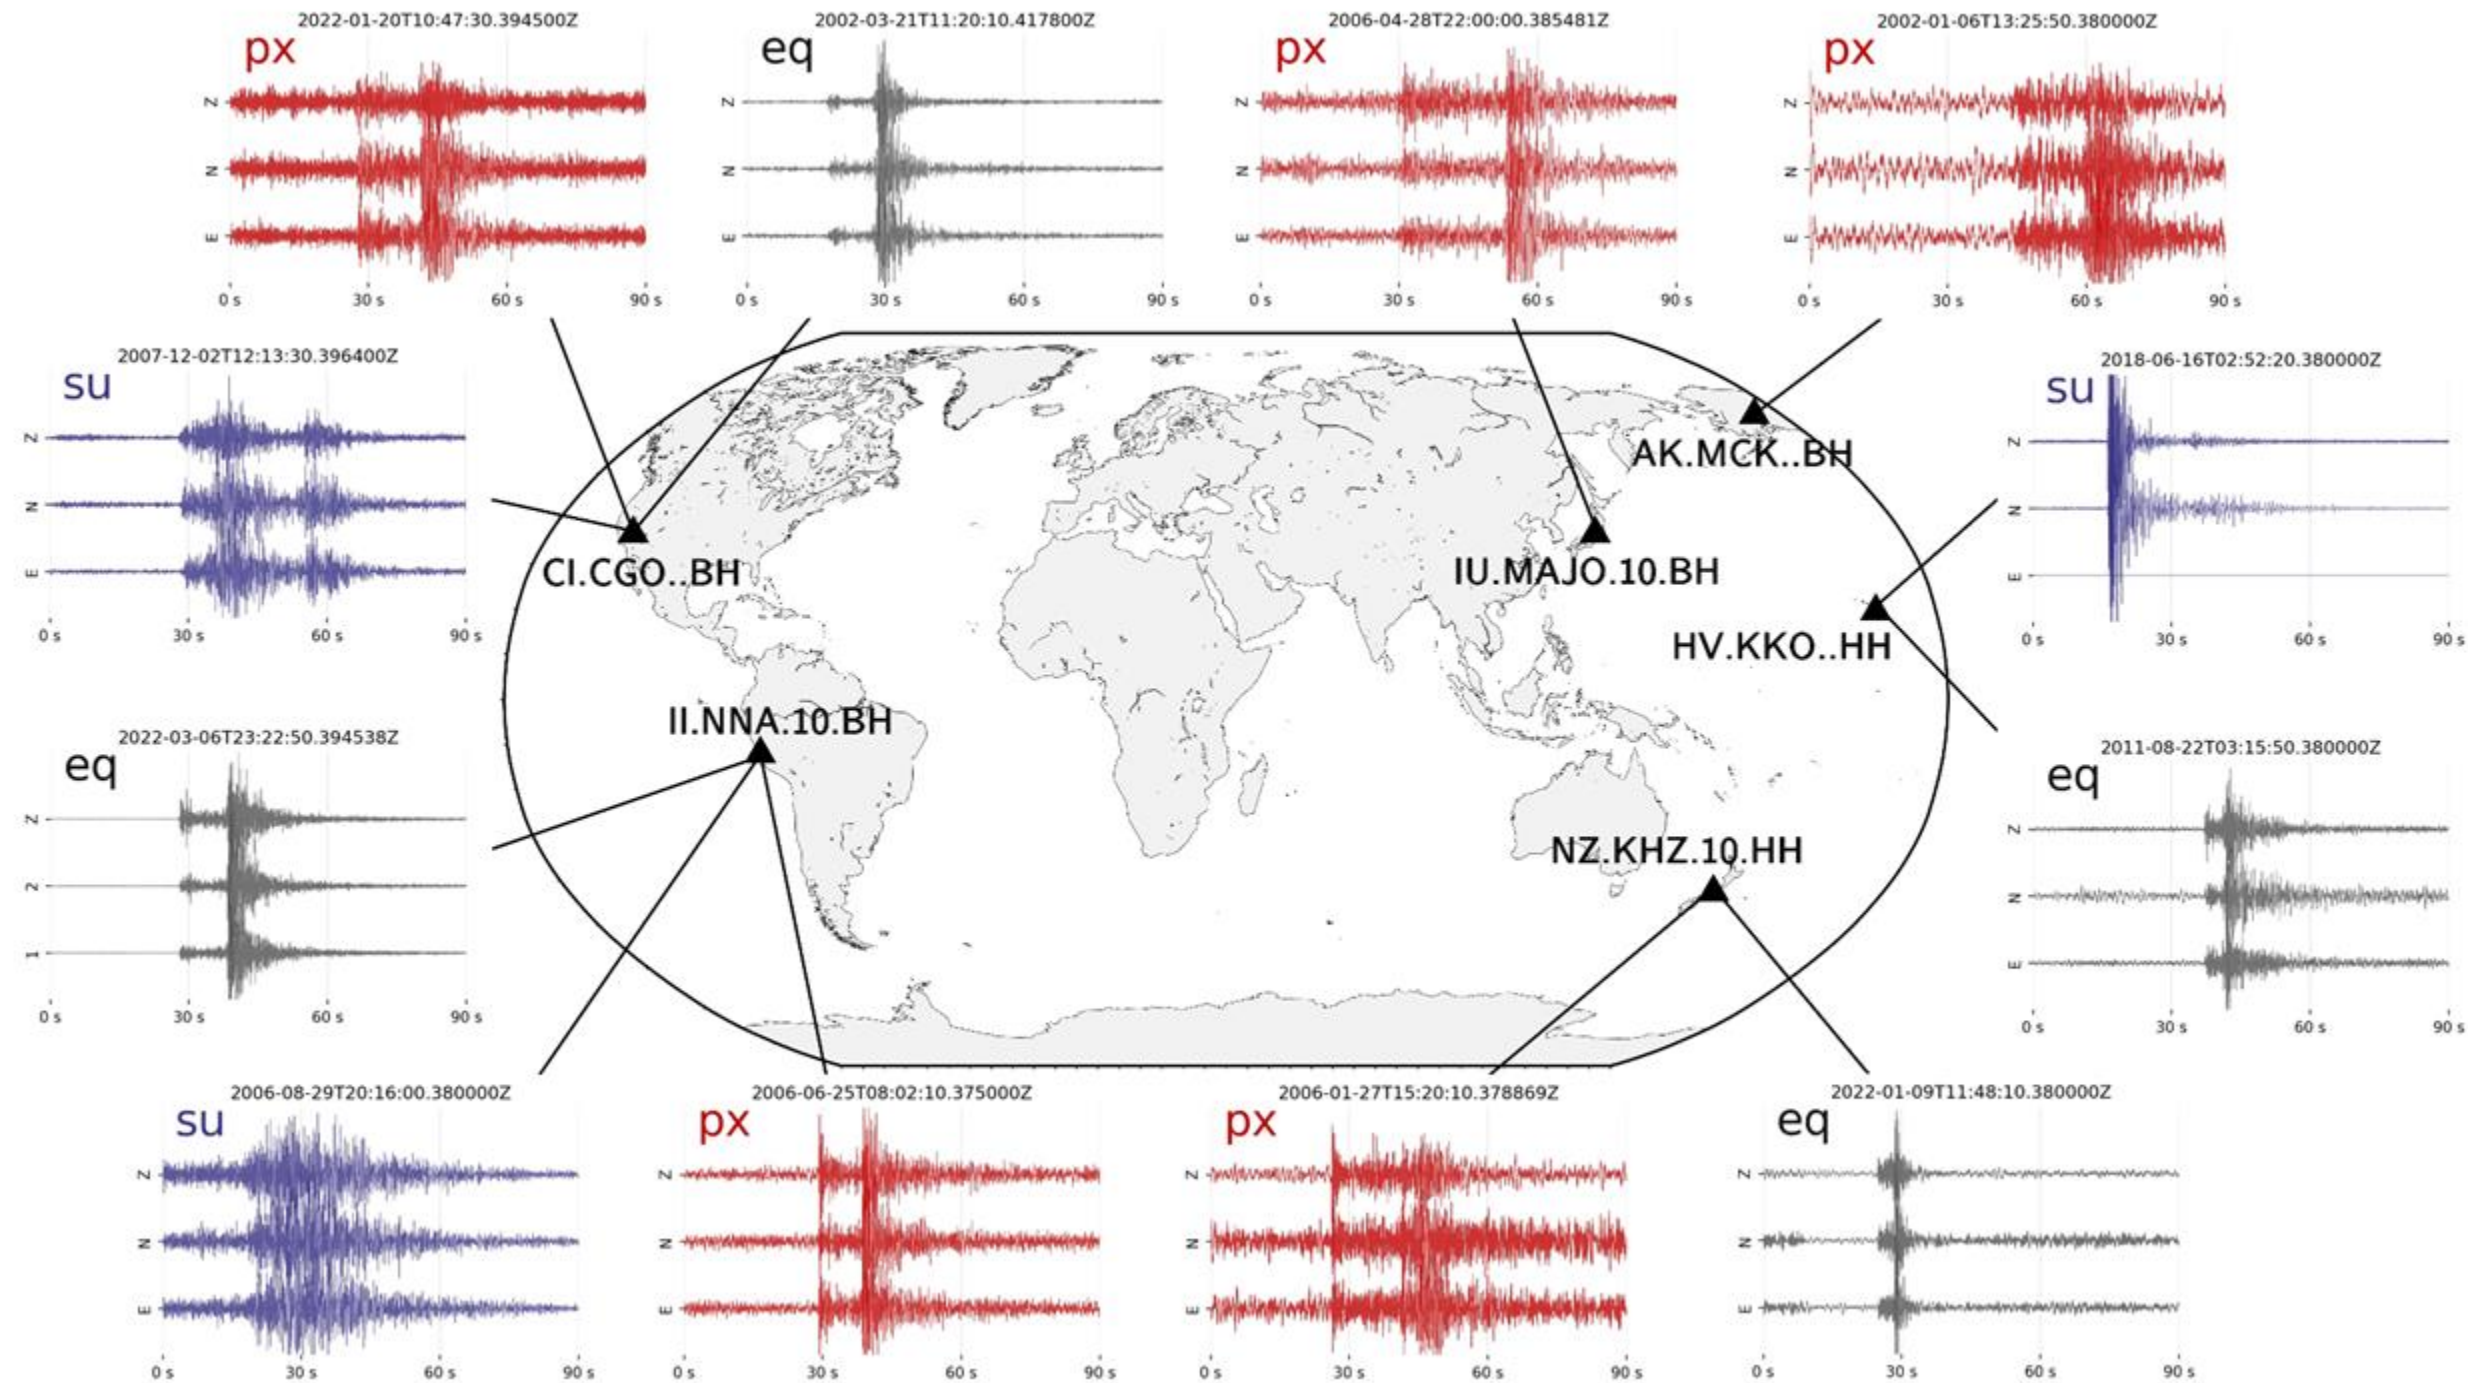 2022-01-20T10:47:30.394500Z
px
Z
N
E
0 s 30 s 60 s 90 s
2002-03-21T11:20:10.417800Z
eq
Z
N
E
0 s 30 s 60 s 90 s
2006-04-28T22:00:00.385481Z
px
Z
N
E
0 s 30 s 60 s 90 s
2002-01-06T13:25:50.380000Z
px
Z
N
E
0 s 30 s 60 s 90 s
2007-12-02T12:13:30.396400Z
su
Z
N
E
0 s 30 s 60 s 90 s
2018-06-16T02:52:20.380000Z
su
Z
N
E
0 s 30 s 60 s 90 s
AK.MCK..BH
CI.CGO..BH
IU.MAJO.10.BH
HV.KKO..HH
II.NNA.10.BH
NZ.KHZ.10.HH
2022-03-06T23:22:50.394538Z
eq
Z
2
1
0 s 30 s 60 s 90 s
2011-08-22T03:15:50.380000Z
eq
Z
N
E
0 s 30 s 60 s 90 s
2006-08-29T20:16:00.380000Z
su
Z
N
E
0 s 30 s 60 s 90 s
2006-06-25T08:02:10.375000Z
px
Z
N
E
0 s 30 s 60 s 90 s
2006-01-27T15:20:10.378869Z
px
Z
N
E
0 s 30 s 60 s 90 s
2022-01-09T11:48:10.380000Z
eq
Z
N
E
0 s 30 s 60 s 90 s